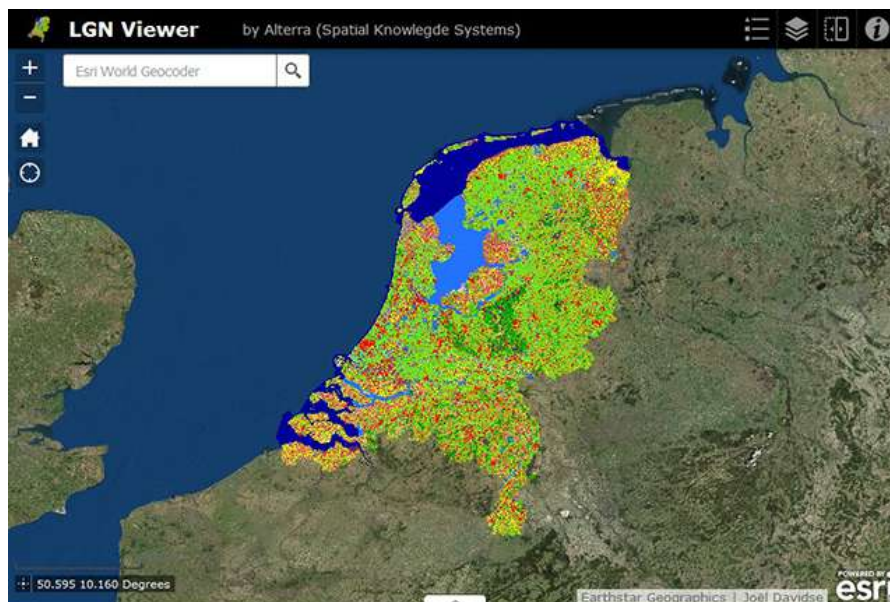 LGN Viewer
by Alterra (Spatial Knowlegde Systems)
+
Esri World Geocoder
−
50.595 10.160 Degrees
POWERED BY
esri
Earthstar Geographics | Joël Davidse